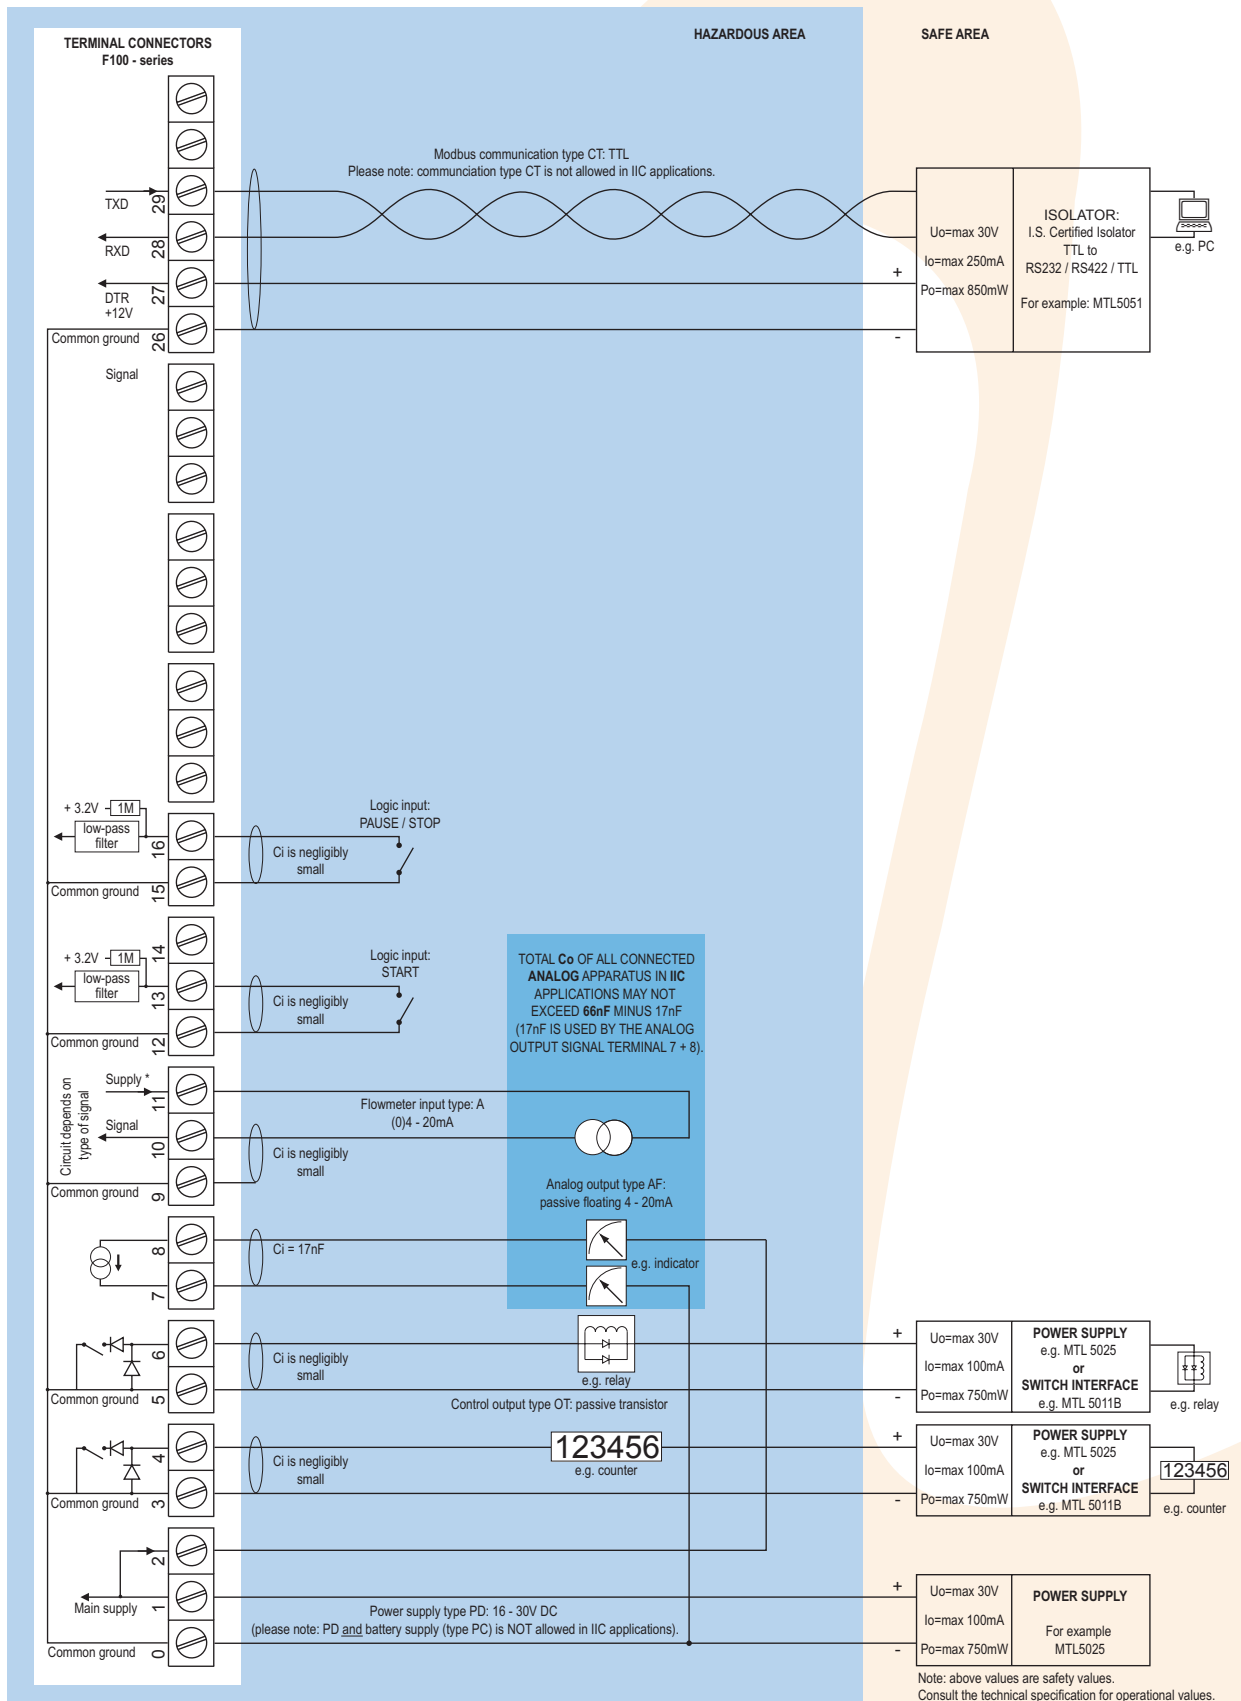 HAZARDOUS AREA
SAFE AREA
TERMINAL CONNECTORS
F100 - series
Modbus communication type CT: TTL
Please note: communciation type CT is not allowed in IIC applications.
TXD
29
RXD
28
DTR
+12V
27
Common ground
26
Signal
+
-
Uo=max 30V
Io=max 250mA
Po=max 850mW
ISOLATOR:
I.S. Certified Isolator
TTL to
RS232 / RS422 / TTL
For example: MTL5051
e.g. PC
+ 3.2V
1M
low-pass
filter
16
Common ground
15
Ci is negligibly
small
Logic input:
PAUSE / STOP
14
+ 3.2V
1M
low-pass
filter
13
Common ground
12
Ci is negligibly
small
Logic input:
START
TOTAL Co OF ALL CONNECTED
ANALOG APPARATUS IN IIC
APPLICATIONS MAY NOT
EXCEED 66nF MINUS 17nF
(17nF IS USED BY THE ANALOG
OUTPUT SIGNAL TERMINAL 7 + 8).
Circuit depends on
type of signal
Supply *
11
Signal
10
Common ground
9
Flowmeter input type: A
(0)4 - 20mA
Ci is negligibly
small
Analog output type AF:
passive floating 4 - 20mA
8
7
Ci = 17nF
e.g. indicator
6
Common ground
5
Ci is negligibly
small
e.g. relay
Control output type OT: passive transistor
+
-
Uo=max 30V
Io=max 100mA
Po=max 750mW
POWER SUPPLY
e.g. MTL 5025
or
SWITCH INTERFACE
e.g. MTL 5011B
e.g. relay
4
Common ground
3
Ci is negligibly
small
123456
e.g. counter
+
-
Uo=max 30V
Io=max 100mA
Po=max 750mW
POWER SUPPLY
e.g. MTL 5025
or
SWITCH INTERFACE
e.g. MTL 5011B
123456
e.g. counter
2
Main supply
1
Common ground
0
Power supply type PD: 16 - 30V DC
(please note: PD and battery supply (type PC) is NOT allowed in IIC applications).
+
-
Uo=max 30V
Io=max 100mA
Po=max 750mW
POWER SUPPLY
For example
MTL5025
Note: above values are safety values.
Consult the technical specification for operational values.